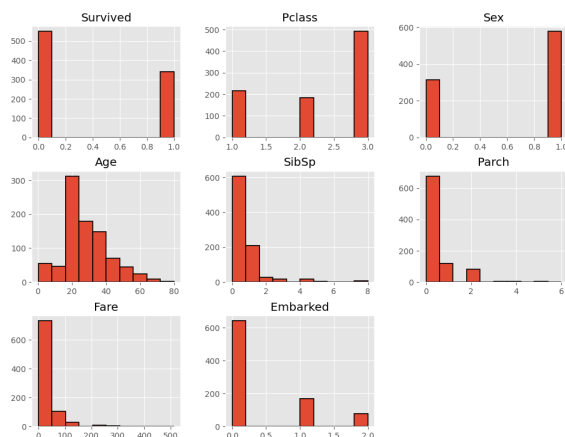 Survived Pclass Sex
500 400 300 200 100 0
500 400 300 200 100 0
600 400 200 0
0.0 0.2 0.4 0.6 0.8 1.0
1.0 1.5 2.0 2.5 3.0
0.0 0.2 0.4 0.6 0.8 1.0
Age SibSp Parch
300 200 100 0
600 400 200 0
600 400 200 0
0 20 40 60 80
0 2 4 6 8
0 2 4 6
Fare Embarked
600 400 200 0
600 400 200 0
0 100 200 300 400 500
0.0 0.5 1.0 1.5 2.0